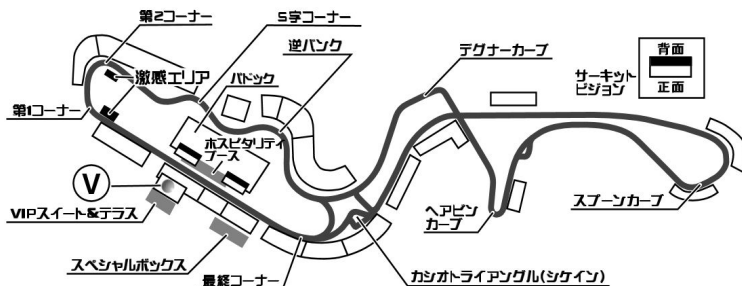 第2コーナー
S字コーナー
逆バンク
激感エリア
パドック
第1コーナー
ホスピタリティ
ブース
V
VIPスイート&テラス
スペシャルボックス
最終コーナー
デグナーカーブ
サーキット
ビジョン
背面
正面
ヘアピン
カーブ
スプーンカーブ
カシオトライアングル(シケイン)